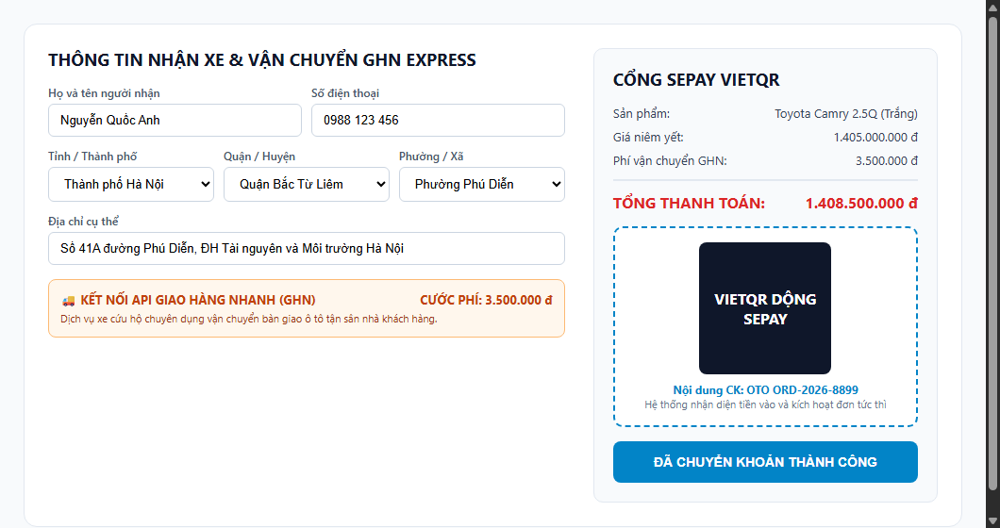 THÔNG TIN NHẬN XE & VẬN CHUYỂN GHN EXPRESS
Họ và tên người nhận
Số điện thoại
Nguyễn Quốc Anh
0988 123 456
Tỉnh / Thành phố
Quận / Huyện
Phường / Xã
Thành phố Hà Nội
Quận Bắc Từ Liêm
Phường Phú Diễn
Địa chỉ cụ thể
Số 41A đường Phú Diễn, ĐH Tài nguyên và Môi trường Hà Nội
🚚 KẾT NỐI API GIAO HÀNG NHANH (GHN)
CƯỚC PHÍ: 3.500.000 đ
Dịch vụ xe cứu hộ chuyên dụng vận chuyển bàn giao ô tô tận sân nhà khách hàng.
CỔNG SEPAY VIETQR
Sản phẩm: Toyota Camry 2.5Q (Trắng)
Giá niêm yết: 1.405.000.000 đ
Phí vận chuyển GHN: 3.500.000 đ
TỔNG THANH TOÁN: 1.408.500.000 đ
VIETQR ĐỘNG
SEPAY
Nội dung CK: OTO ORD-2026-8899
Hệ thống nhận diện tiền vào và kích hoạt đơn tức thì
ĐÃ CHUYỂN KHOẢN THÀNH CÔNG